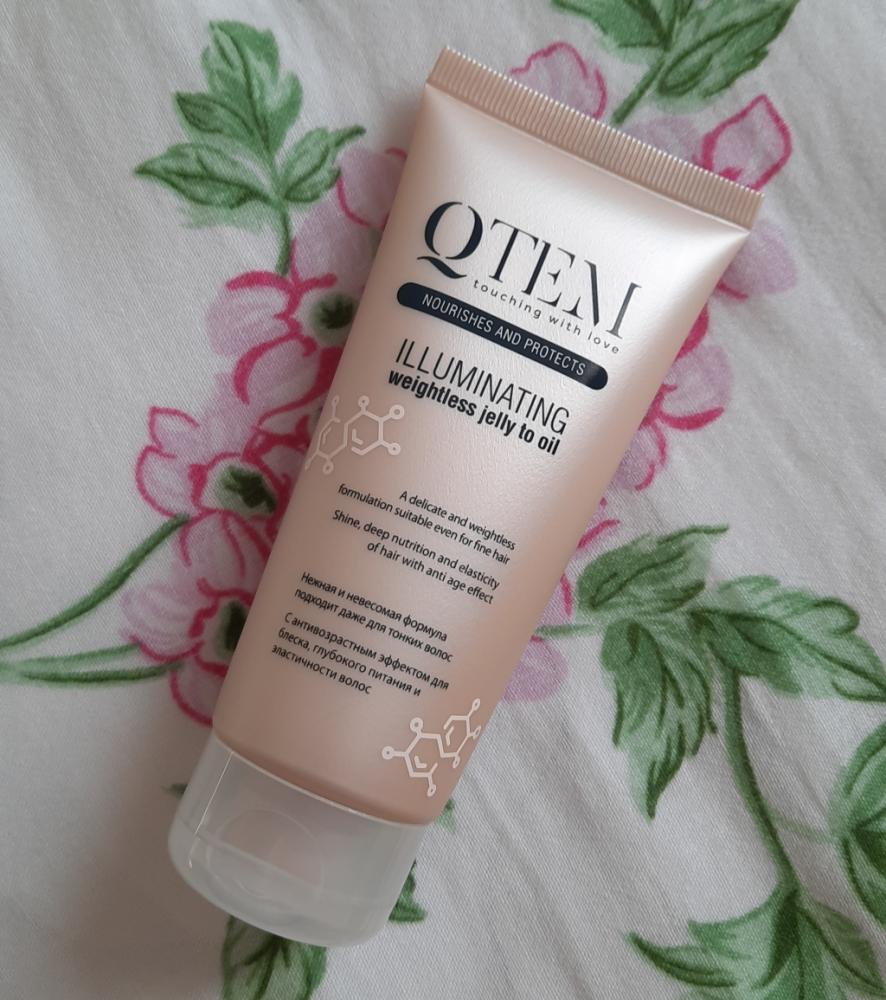 QTEM
touching with love
NOURISHES AND PROTECTS
ILLUMINATING
weightless jelly to oil
A delicate and weightless
formulation suitable even for fine hair
Shine, deep nutrition and elasticity
of hair with anti age effect
Нежная и невесомая формула
подходит даже для тонких волос
С антивозрастным эффектом для
блеска, глубокого питания и
эластичности волос